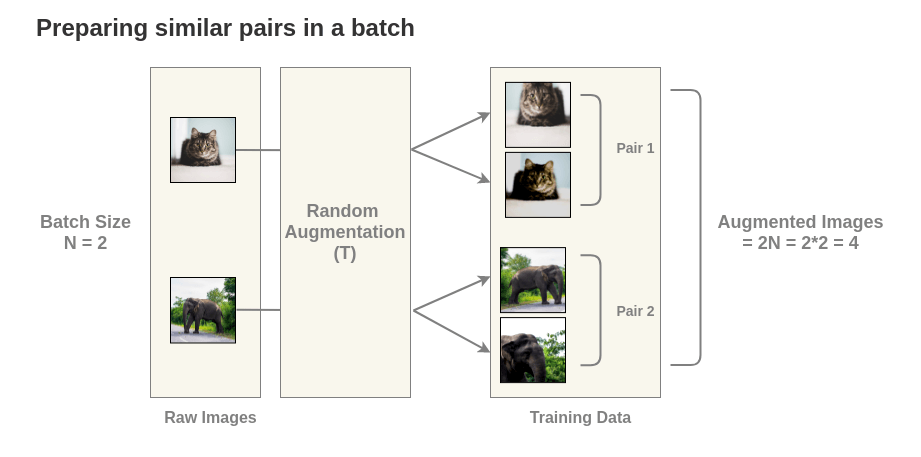 Preparing similar pairs in a batch
Batch Size
N = 2
Random
Augmentation
(T)
Pair 1
Pair 2
Augmented Images
= 2N = 2*2 = 4
Raw Images
Training Data